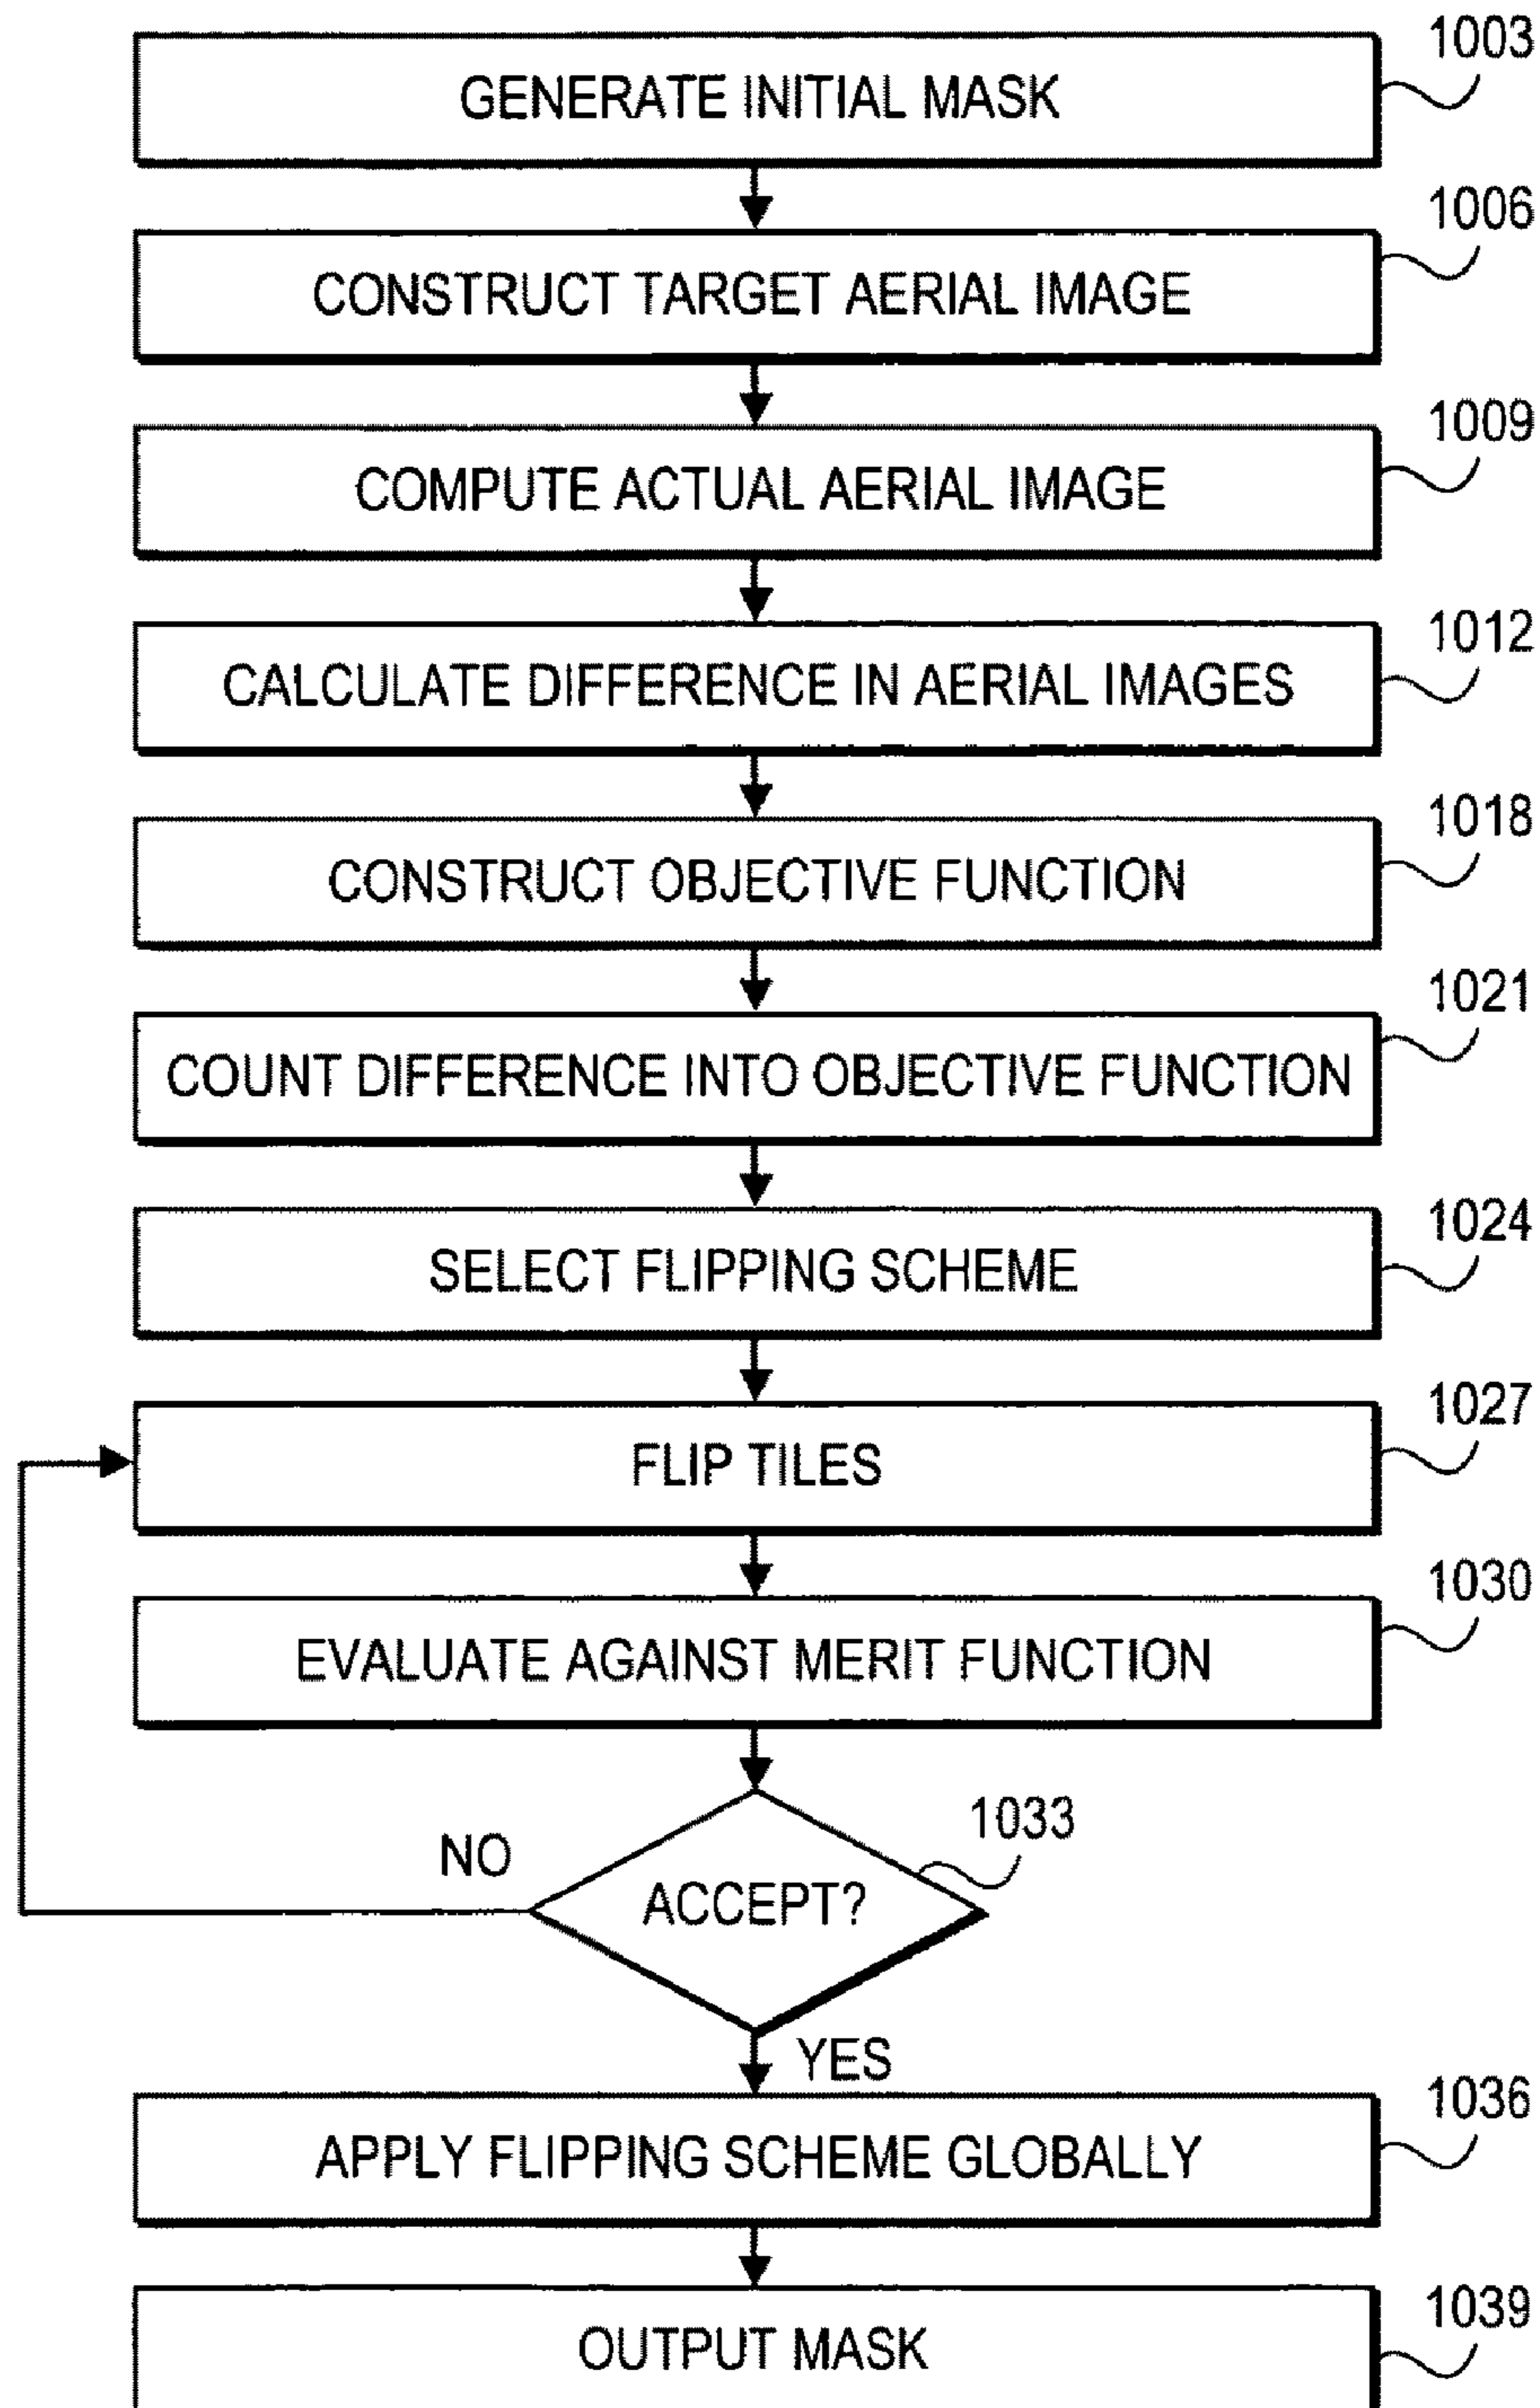 1003
GENERATE INITIAL MASK
1006
CONSTRUCT TARGET AERIAL IMAGE
1009
COMPUTE ACTUAL AERIAL IMAGE
1012
CALCULATE DIFFERENCE IN AERIAL IMAGES
1018
CONSTRUCT OBJECTIVE FUNCTION
1021
COUNT DIFFERENCE INTO OBJECTIVE FUNCTION
1024
SELECT FLIPPING SCHEME
1027
FLIP TILES
1030
EVALUATE AGAINST MERIT FUNCTION
1033
NO
ACCEPT?
YES
1036
APPLY FLIPPING SCHEME GLOBALLY
1039
OUTPUT MASK